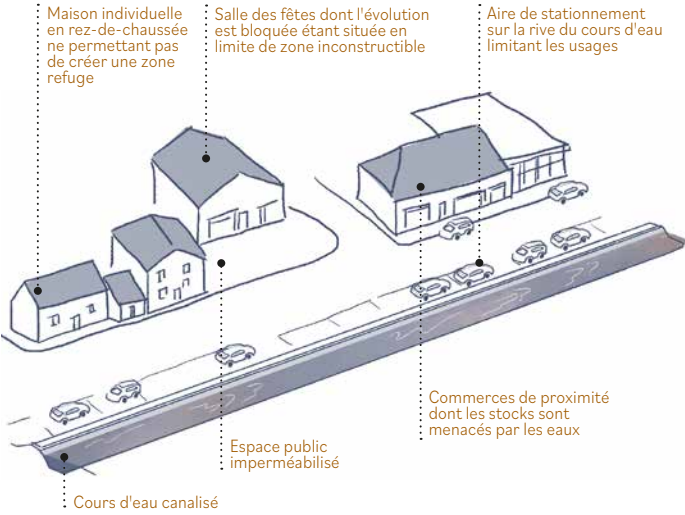 Maison individuelle
en rez-de-chaussée
ne permettant pas
de créer une zone
refuge
Salle des fêtes dont l'évolution
est bloquée étant située en
limite de zone inconstructible
Aire de stationnement
sur la rive du cours d'eau
limitant les usages
Commerces de proximité
dont les stocks sont
menacés par les eaux
Espace public
imperméabilisé
Cours d'eau canalisé